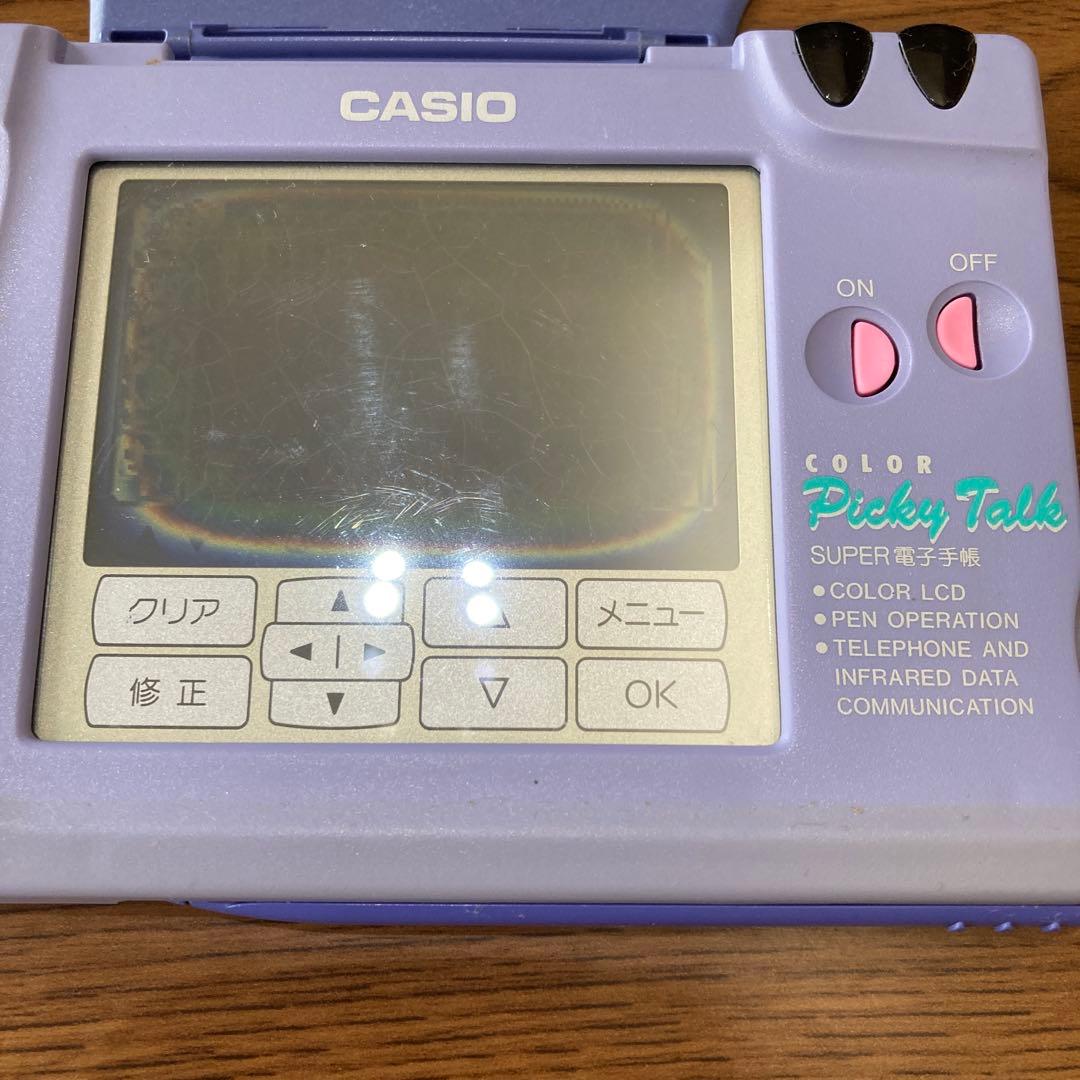 CASIO
OFF
ON
COLOR
Picky Talk
SUPER電子手帳
•COLOR LCD
•PEN OPERATION
•TELEPHONE AND
INFRARED DATA
COMMUNICATION
クリア
メニュー
修正
OK